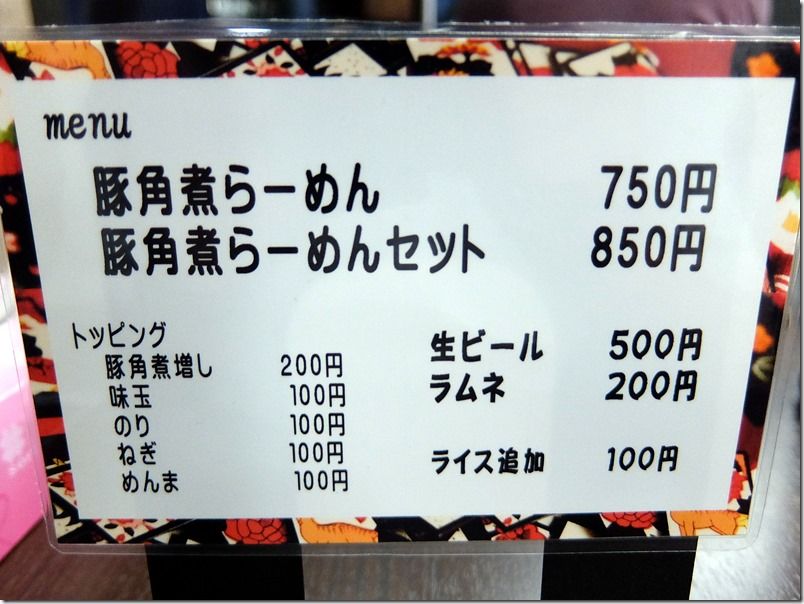 menu
豚角煮らーめん 750円
豚角煮らーめんセット 850円
トッピング
豚角煮増し 200円
味玉 100円
のり 100円
ねぎ 100円
めんま 100円
生ビール 500円
ラムネ 200円
ライス追加 100円